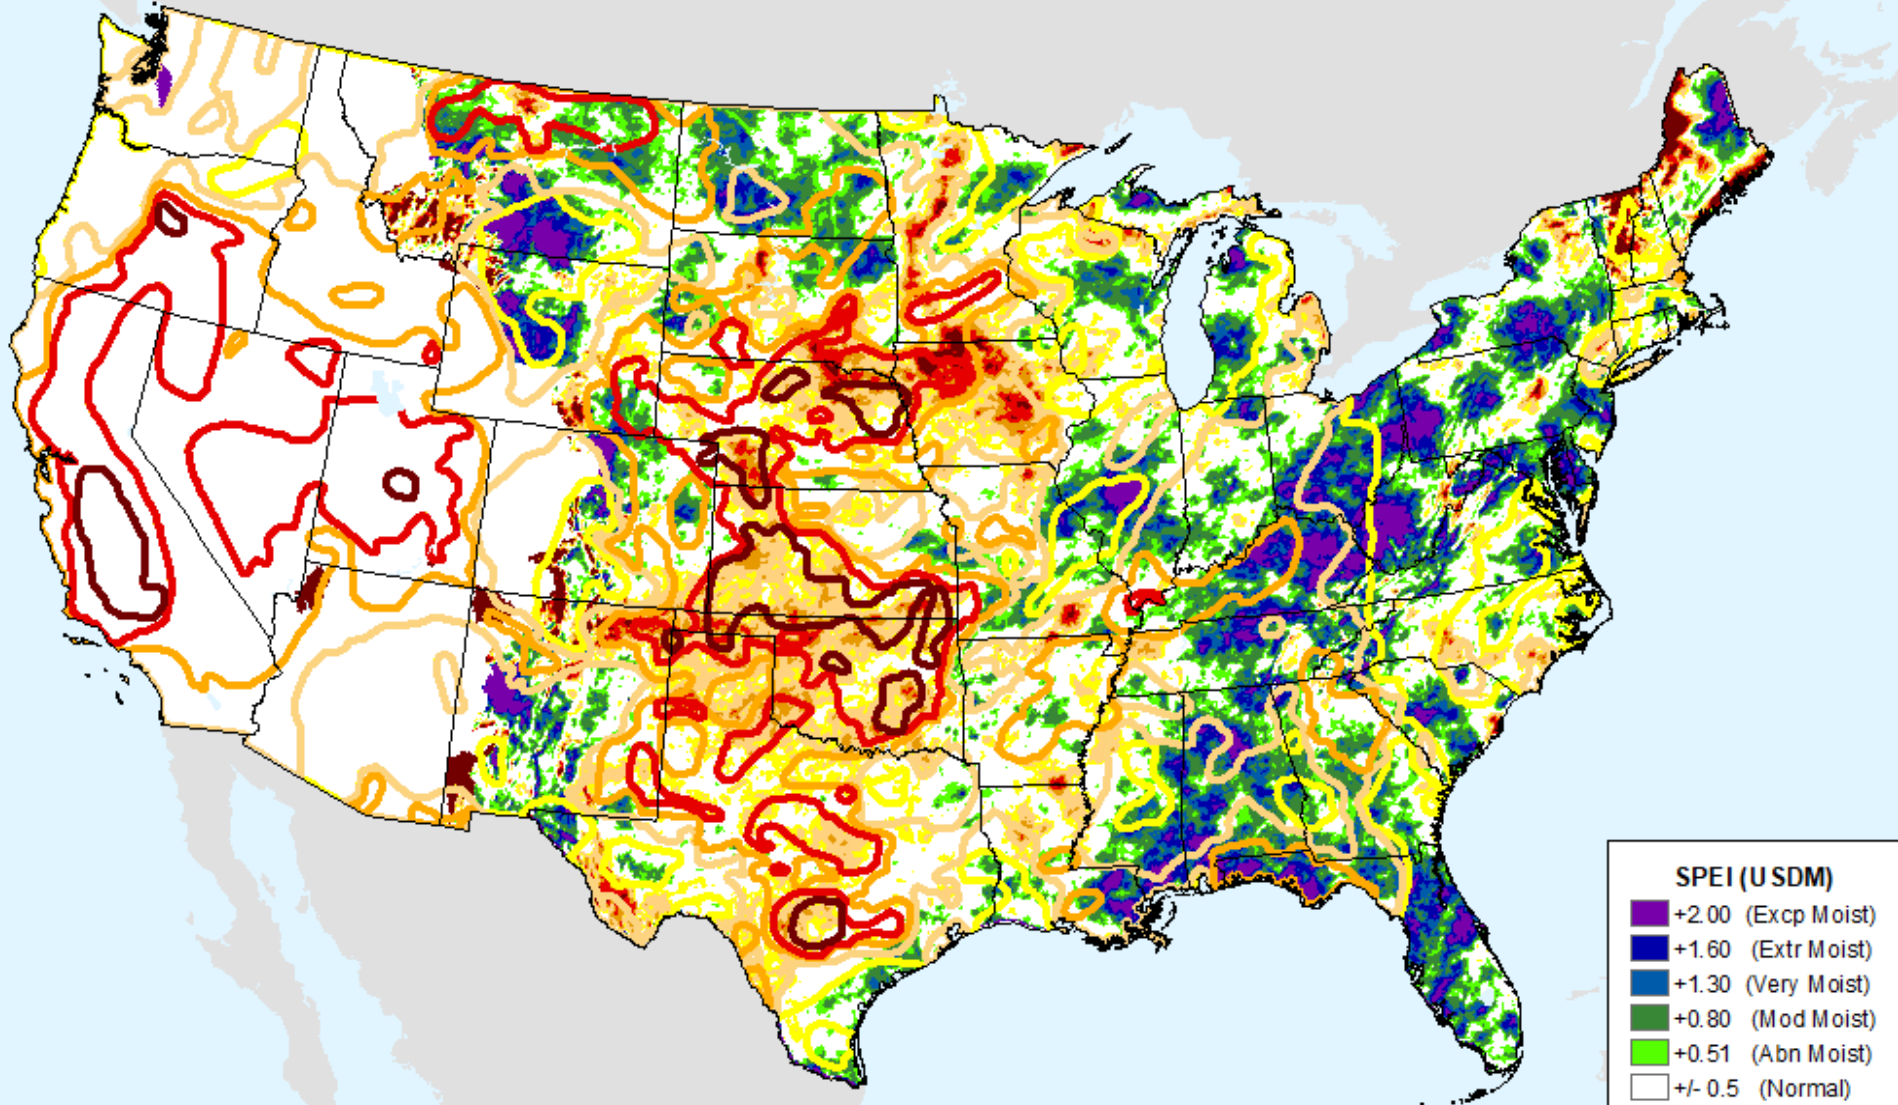 SPEI (USDM)
+2.00 (Excp Moist)
+1.60 (Extr Moist)
+1.30 (Very Moist)
+0.80 (Mod Moist)
+0.51 (Abn Moist)
+/- 0.5 (Normal)